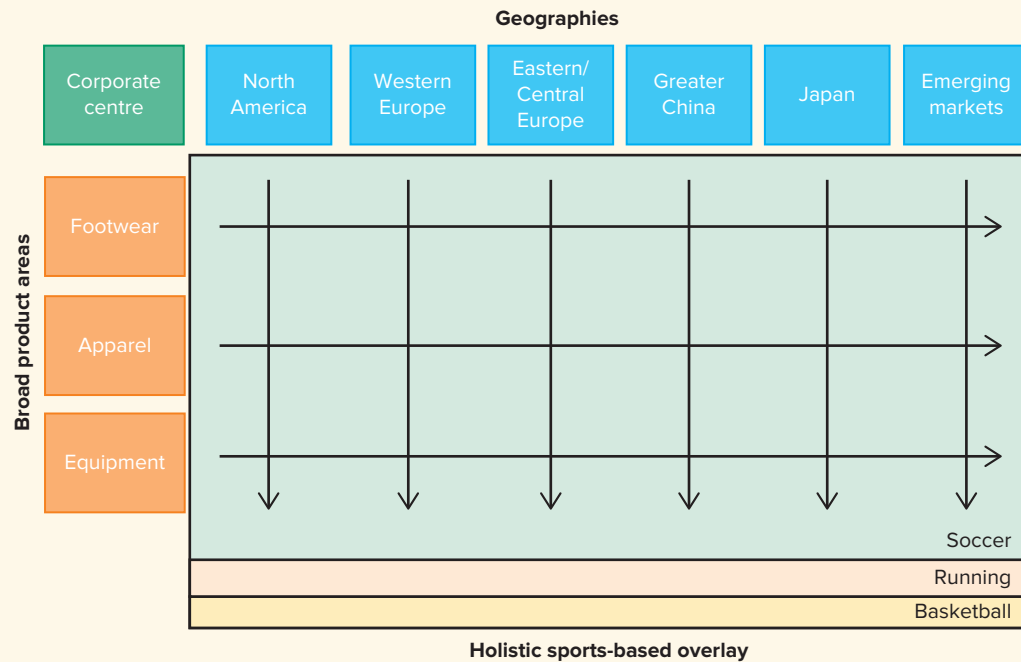 Geographies
Corporate
centre
North
America
Western
Europe
Eastern/
Central
Europe
Greater
China
Japan
Emerging
markets
Broad product areas
Footwear
Apparel
Equipment
Soccer
Running
Basketball
Holistic sports-based overlay